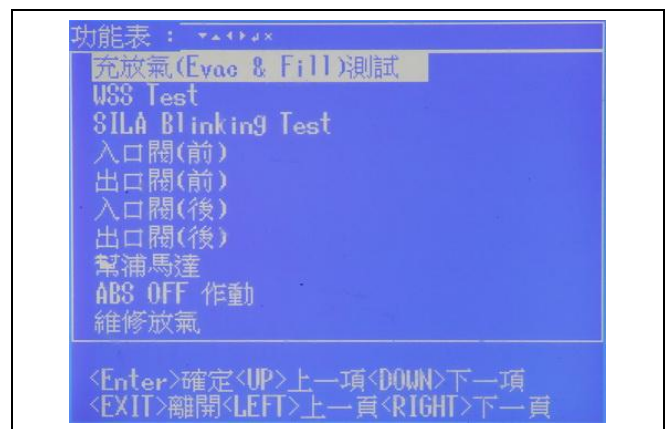 功能表： ▼▲◀▶↲×
充放氣(Evac & Fill)測試
WSS Test
SILA Blinking Test
入口閥(前)
出口閥(前)
入口閥(後)
出口閥(後)
幫浦馬達
ABS OFF 作動
維修放氣
<Enter>確定<UP>上一項<DOWN>下一項
<EXIT>離開<LEFT>上一頁<RIGHT>下一頁